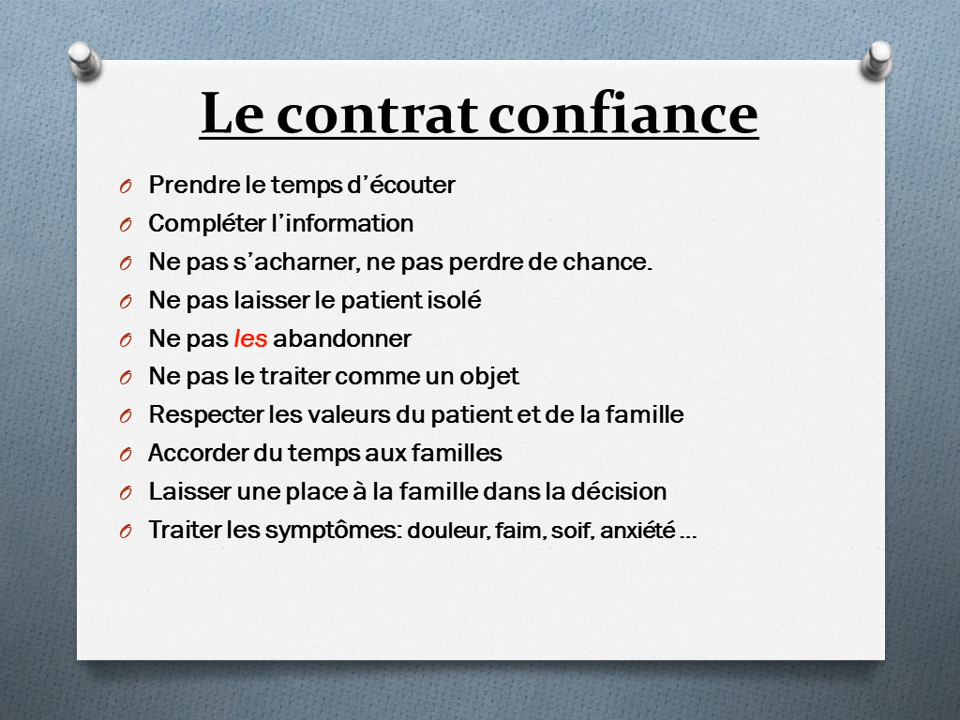 Le contrat confiance
Prendre le temps d’écouter
Compléter l’information
Ne pas s’acharner, ne pas perdre de chance.
Ne pas laisser le patient isolé
Ne pas les abandonner
Ne pas le traiter comme un objet
Respecter les valeurs du patient et de la famille
Accorder du temps aux familles
Laisser une place à la famille dans la décision
Traiter les symptômes: douleur, faim, soif, anxiété ...